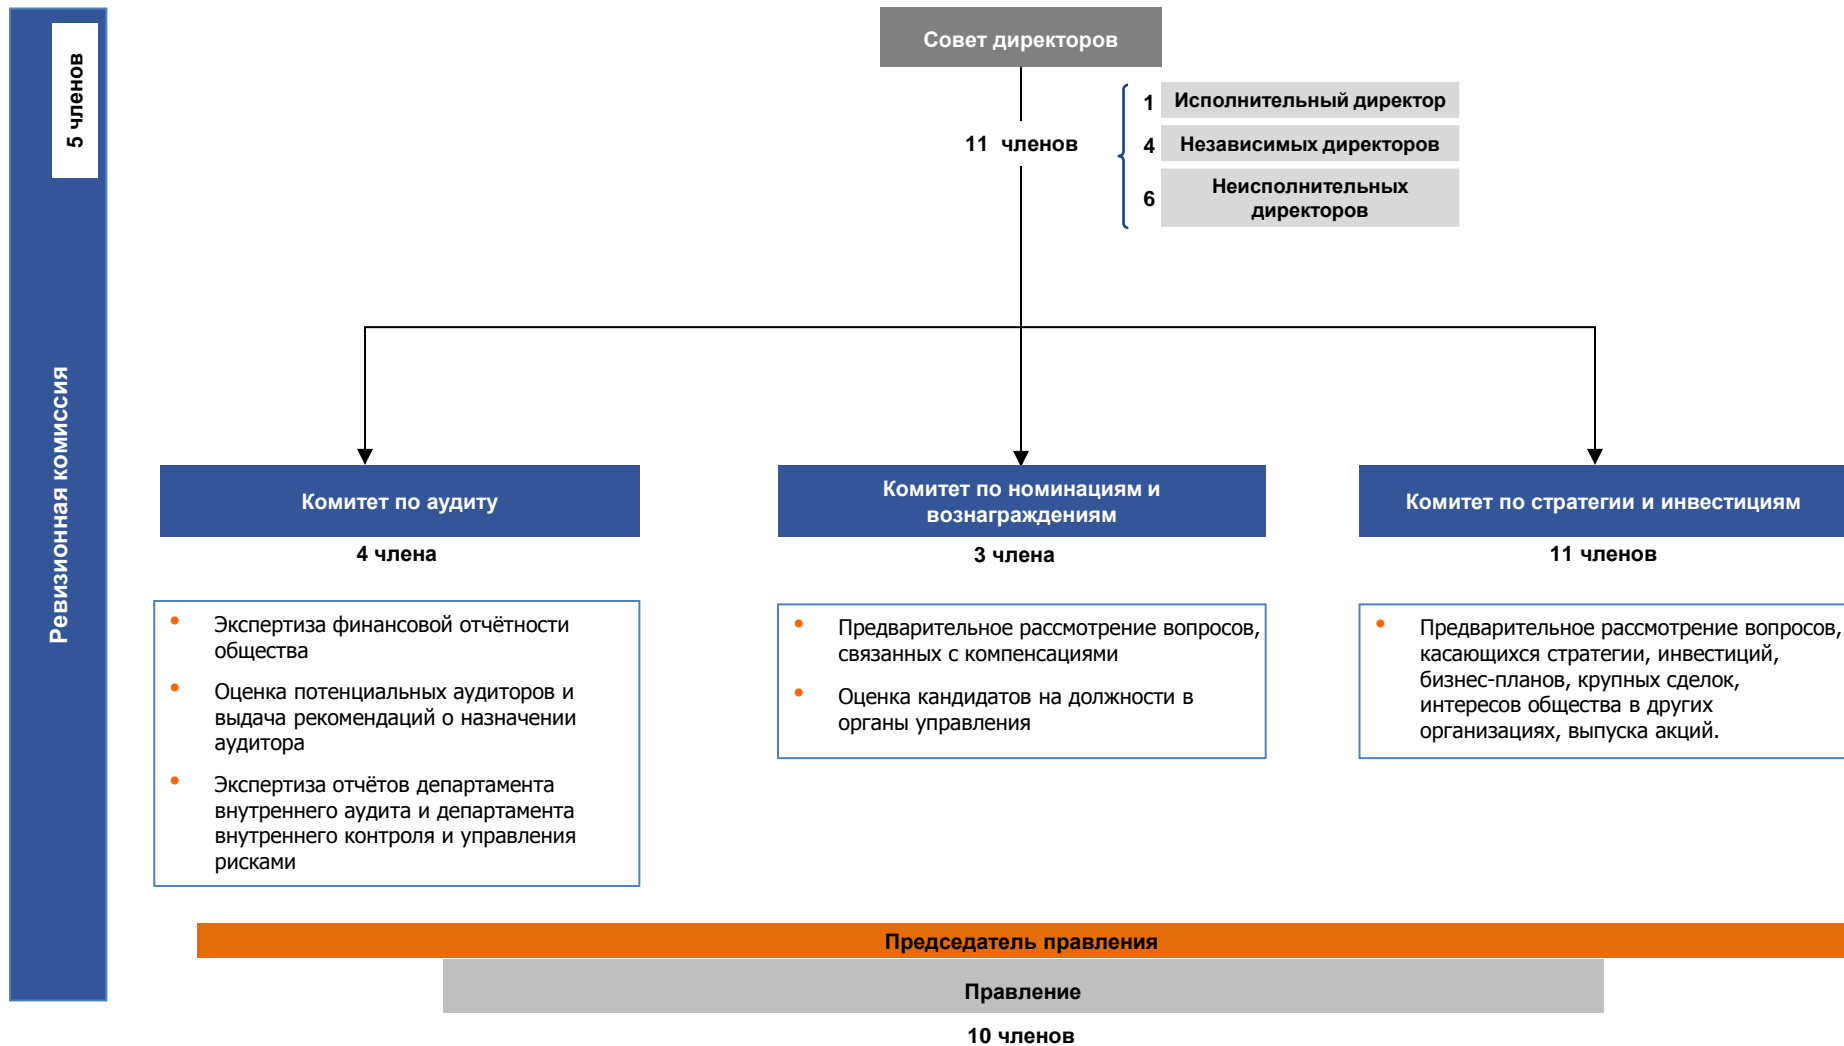 5 членов
Ревизионная комиссия
Совет директоров
11 членов
1 Исполнительный директор
4 Независимых директоров
6 Неисполнительных
директоров
Комитет по аудиту
4 члена
• Экспертиза финансовой отчётности
общества
• Оценка потенциальных аудиторов и
выдача рекомендаций о назначении
аудитора
• Экспертиза отчётов департамента
внутреннего аудита и департамента
внутреннего контроля и управления
рисками
Комитет по номинациям и
вознаграждениям
3 члена
• Предварительное рассмотрение вопросов,
связанных с компенсациями
• Оценка кандидатов на должности в
органы управления
Комитет по стратегии и инвестициям
11 членов
• Предварительное рассмотрение вопросов,
касающихся стратегии, инвестиций,
бизнес-планов, крупных сделок,
интересов общества в других
организациях, выпуска акций.
Председатель правления
Правление
10 членов